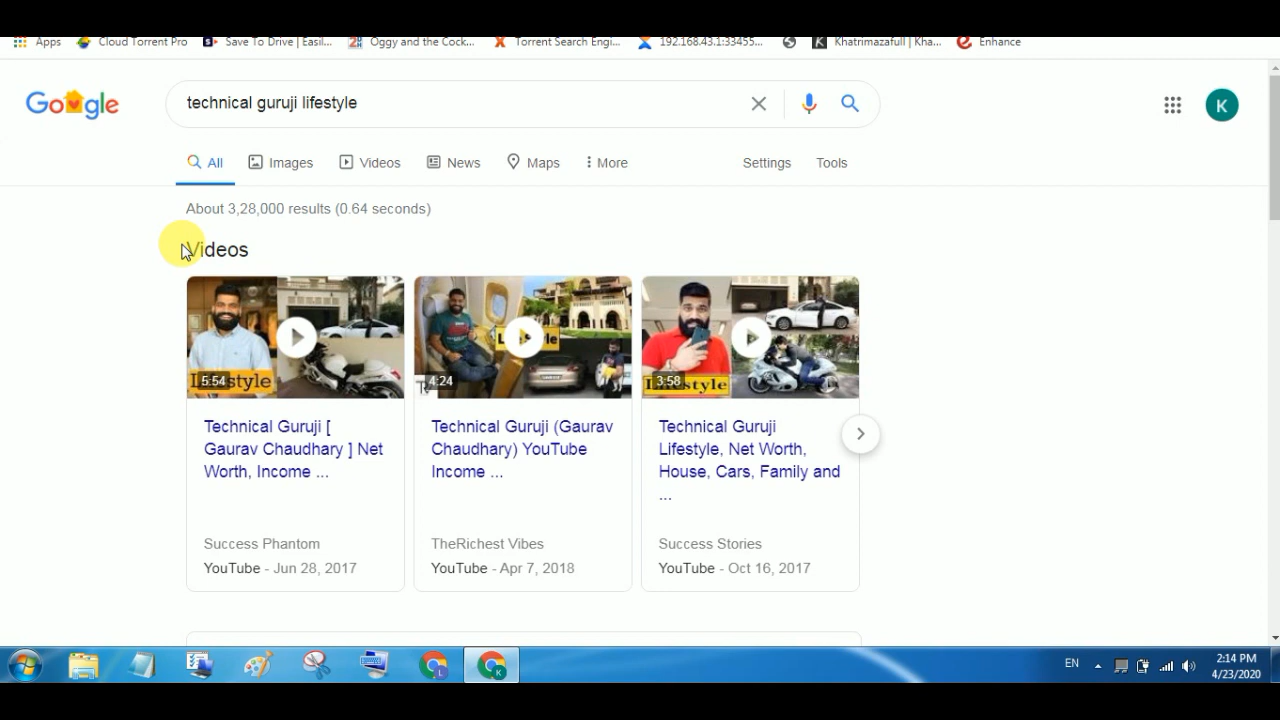 Apps Cloud Torrent Pro Save To Drive | Easil... Oggy and the Cock... Torrent Search Engi... 192.168.43.1:33455... Khatrimazafull | Kha... Enhance
Google technical guruji lifestyle K
All Images Videos News Maps More Settings Tools
About 3,28,000 results (0.64 seconds)
Videos
5:54
Lifestyle
4:24
3:58
Lifestyle
Technical Guruji [
Gaurav Chaudhary ] Net
Worth, Income ...
Success Phantom
YouTube - Jun 28, 2017
Technical Guruji (Gaurav
Chaudhary) YouTube
Income ...
TheRichest Vibes
YouTube - Apr 7, 2018
Technical Guruji
Lifestyle, Net Worth,
House, Cars, Family and
...
Success Stories
YouTube - Oct 16, 2017
EN
2:14 PM
4/23/2020